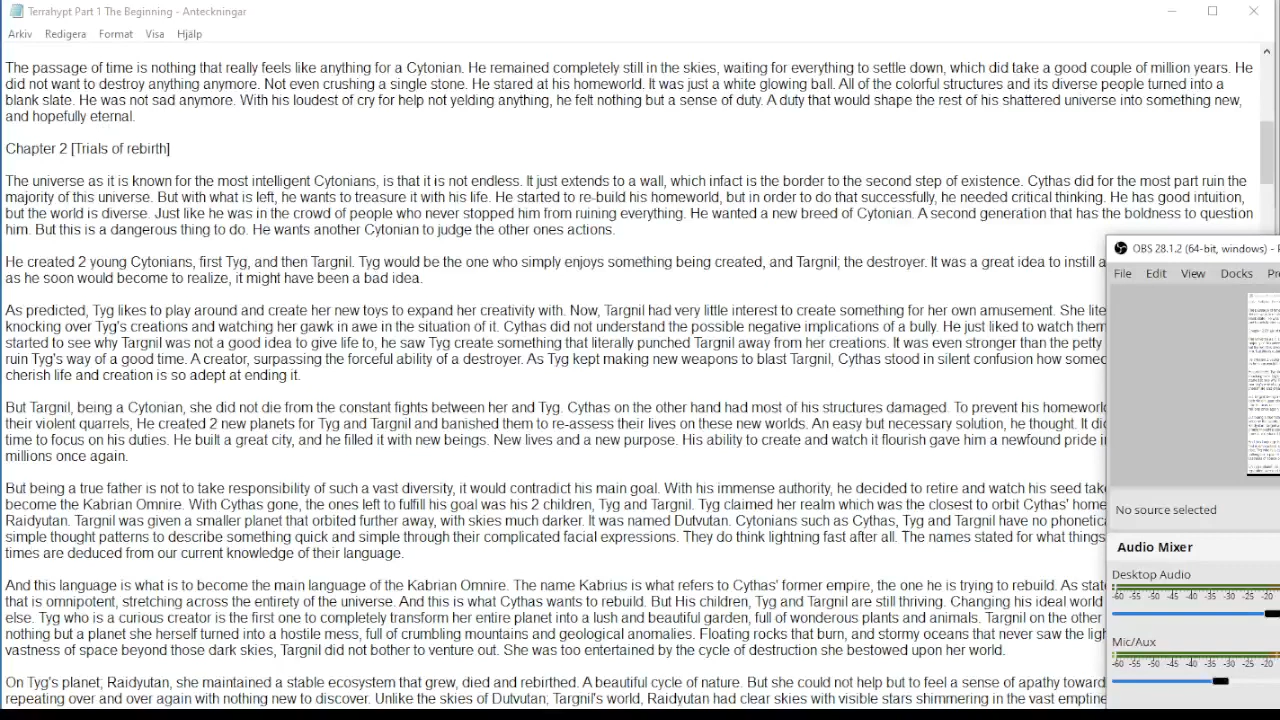 Terrahypt Part 1 The Beginning - Anteckningar
Arkiv Redigera Format Visa Hjälp
The passage of time is nothing that really feels like anything for a Cytonian. He remained completely still in the skies, waiting for everything to settle down, which did take a good couple of million years. He
did not want to destroy anything anymore. Not even crushing a single stone. He stared at his homeworld. It was just a white glowing ball. All of the colorful structures and its diverse people turned into a
blank slate. He was not sad anymore. With his loudest of cry for help not yelding anything, he felt nothing but a sense of duty. A duty that would shape the rest of his shattered universe into something new,
and hopefully eternal.
Chapter 2 [Trials of rebirth]
The universe as it is known for the most intelligent Cytonians, is that it is not endless. It just extends to a wall, which infact is the border to the second step of existence. Cythas did for the most part ruin the
majority of this universe. But with what is left, he wants to treasure it with his life. He started to re-build his homeworld, but in order to do that successfully, he needed critical thinking. He has good intuition,
but the world is diverse. Just like he was in the crowd of people who never stopped him from ruining everything. He wanted a new breed of Cytonian. A second generation that has the boldness to question
him. But this is a dangerous thing to do. He wants another Cytonian to judge the other ones actions.
He created 2 young Cytonians, first Tyg, and then Targnil. Tyg would be the one who simply enjoys something being created, and Targnil; the destroyer. It was a great idea to instill a
as he soon would become to realize, it might have been a bad idea.
As predicted, Tyg likes to play around and create her new toys to expand her creativity with. Now, Targnil had very little interest to create something for her own amusement. She lite
knocking over Tyg's creations and watching her gawk in awe in the situation of it. Cythas did not understand the possible negative implications of a bully. He just liked to watch them
started to see why Targnil was not a good idea to give life to, he saw Tyg create something that literally punched Targnil away from her creations. It was even stronger than the petty
ruin Tyg's way of a good time. A creator, surpassing the forceful ability of a destroyer. As Tyg kept making new weapons to blast Targnil, Cythas stood in silent confusion how someo
cherish life and creation is so adept at ending it.
But Targnil, being a Cytonian, she did not die from the constant fights between her and Tyg. Cythas on the other hand had most of his structures damaged. To prevent his homeworld
their violent quarrels, He created 2 new planets for Tyg and Targnil and banished them to obsess their lives on these new worlds. An easy but necessary solution, he thought. It did
time to focus on his duties. He built a great city, and he filled it with new beings. New lives and a new purpose. His ability to create and watch it flourish gave him a newfound pride i
millions once again.
But being a true father is not to take responsibility of such a vast diversity, it would contradict his main goal. With his immense authority, he decided to retire and watch his seed take
become the Kabrian Omnire. With Cythas gone, the ones left to fulfill his goal was his 2 children, Tyg and Targnil. Tyg claimed her realm which was the closest to orbit Cythas' home
Raidyutan. Targnil was given a smaller planet that orbited further away, with skies much darker. It was named Dutvutan. Cytonians such as Cythas, Tyg and Targnil have no phonetica
simple thought patterns to describe something quick and simple through their complicated facial expressions. They do think lightning fast after all. The names stated for what things
times are deduced from our current knowledge of their language.
And this language is what is to become the main language of the Kabrian Omnire. The name Kabrius is what refers to Cythas' former empire, the one he is trying to rebuild. As state
that is omnipotent, stretching across the entirety of the universe. And this is what Cythas wants to rebuild. But His children, Tyg and Targnil are still thriving. Changing his ideal world
else. Tyg who is a curious creator is the first one to completely transform her entire planet into a lush and beautiful garden, full of wonderous plants and animals. Targnil on the other
nothing but a planet she herself turned into a hostile mess, full of crumbling mountains and geological anomalies. Floating rocks that burn, and stormy oceans that never saw the ligh
vastness of space beyond those dark skies, Targnil did not bother to venture out. She was too entertained by the cycle of destruction she bestowed upon her world.
On Tyg's planet; Raidyutan, she maintained a stable ecosystem that grew, died and rebirthed. A beautiful cycle of nature. But she could not help but to feel a sense of apathy toward
repeating over and over again with nothing new to discover. Unlike the skies of Dutvutan; Targnil's world, Raidyutan had clear skies with visible stars shimmering in the vast emptine
OBS 28.1.2 (64-bit, windows) - P
File Edit View Docks Pr
No source selected
Audio Mixer
Desktop Audio
-60 -55 -50 -45 -40 -35 -30 -25 -20
Mic/Aux
-60 -55 -50 -45 -40 -35 -30 -25 -20